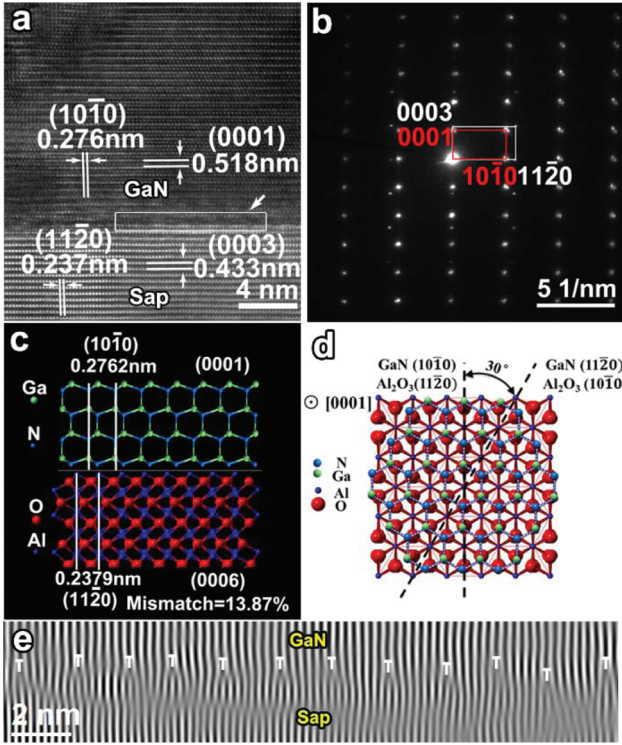 a
(101̄0)
0.276nm
(0001)
0.518nm
GaN
(112̄0)
0.237nm
(0003)
0.433nm
Sap
4 nm
b
0003
0001
101̄0 112̄0
5 1/nm
c
(101̄0)
0.2762nm
(0001)
Ga
N
O
Al
0.2379nm
(112̄0)
(0006)
Mismatch=13.87%
d
GaN (101̄0)
Al₂O₃(112̄0)
30°
GaN (112̄0)
Al₂O₃ (101̄0)
[0001]
N
Ga
Al
O
e
GaN
T T T T T T T T T T T T
Sap
2 nm